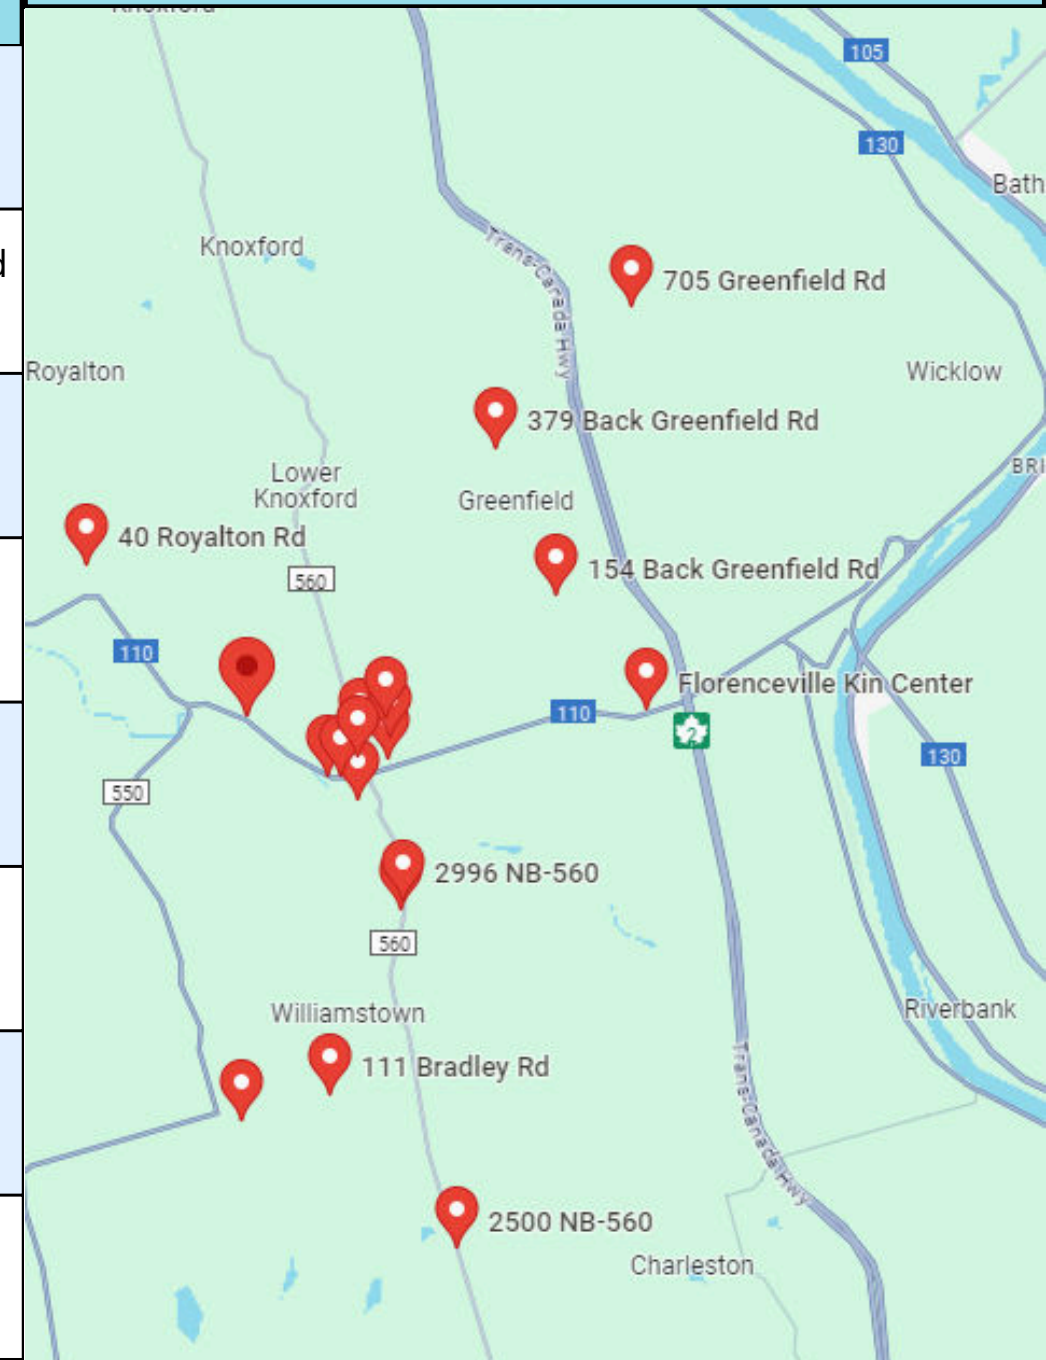 Knoxford
105
130
Bath
Trans-Canada Hwy
Knoxford
705 Greenfield Rd
Royalton
Wicklow
379 Back Greenfield Rd
BRI
Lower
Knoxford
Greenfield
40 Royalton Rd
154 Back Greenfield Rd
560
110
Florenceville Kin Center
110
2
130
550
2996 NB-560
560
Riverbank
Williamstown
111 Bradley Rd
Trans-Canada Hwy
2500 NB-560
Charleston